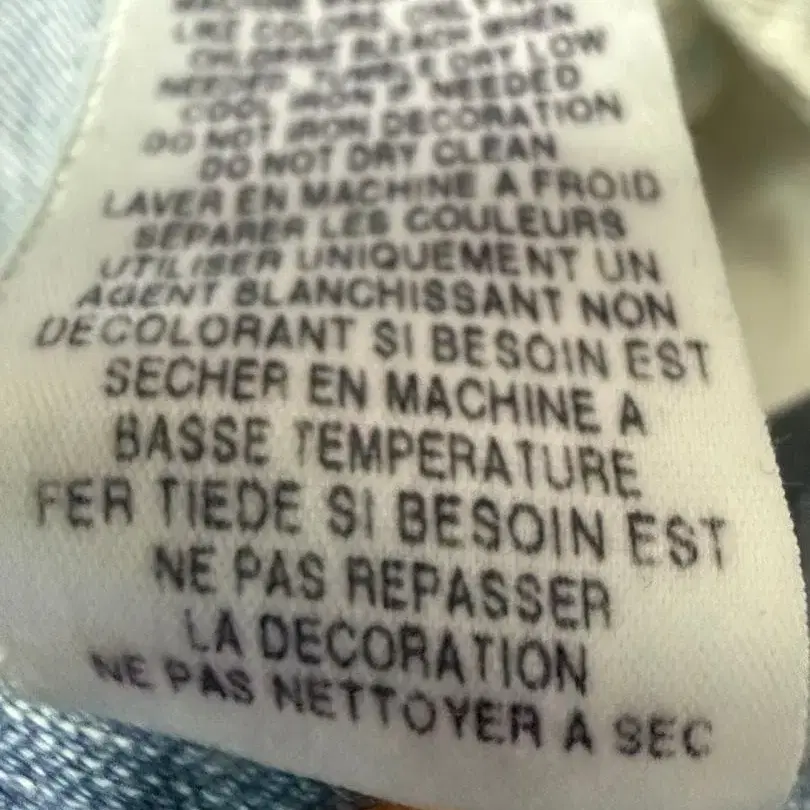 LIKE COLORS, ONLY
CHLORINE BLEACH WHEN
NEEDED, TUMBLE DRY LOW
COOL IRON IF NEEDED
DO NOT IRON DECORATION
DO NOT DRY CLEAN
LAVER EN MACHINE A FROID
SEPARER LES COULEURS
UTILISER UNIQUEMENT UN
AGENT BLANCHISSANT NON
DECOLORANT SI BESOIN EST
SECHER EN MACHINE A
BASSE TEMPERATURE
FER TIEDE SI BESOIN EST
NE PAS REPASSER
LA DECORATION
NE PAS NETTOYER A SEC